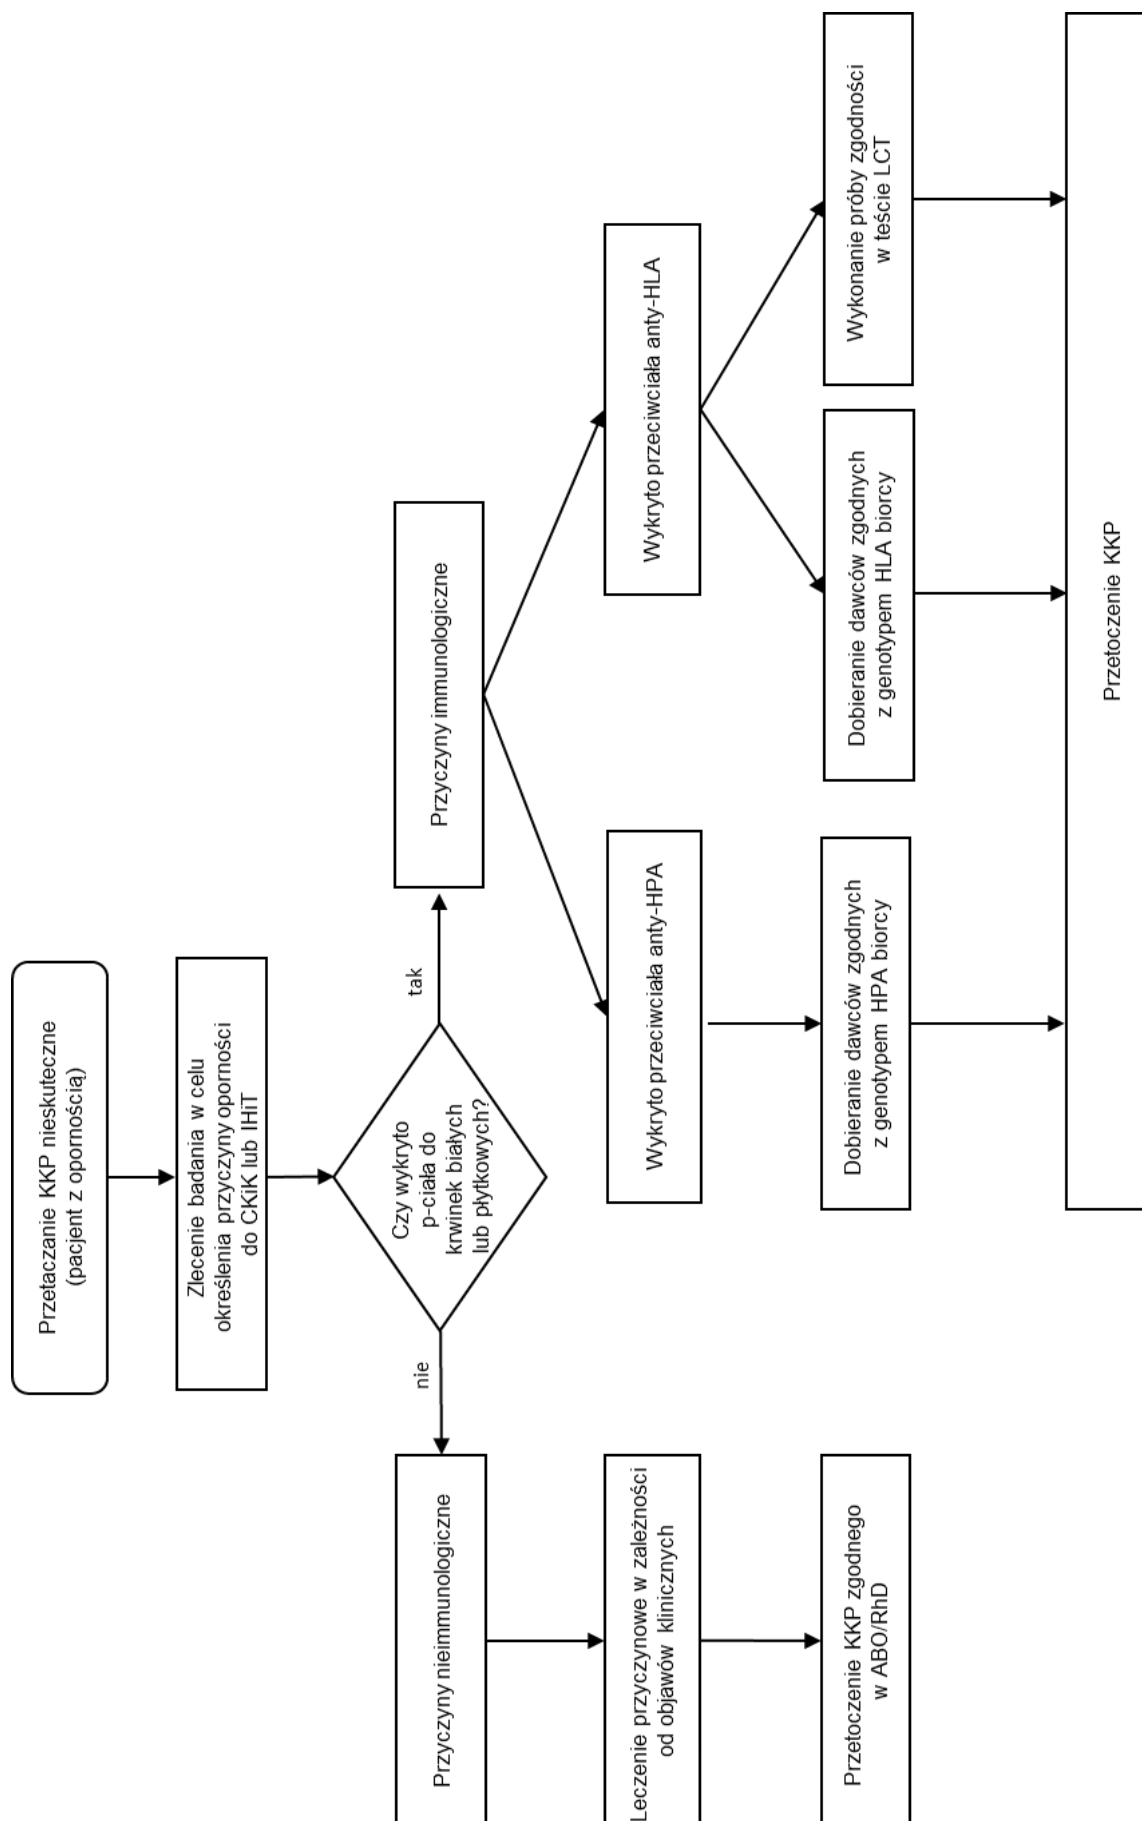 Przetaczanie KKP nieskuteczne
(pacjent z opornością)
Zlecenie badania w celu
określenia przyczyny oporności
do CKiK lub IHiT
Czy wykryto
p-ciała do
krwinek białych
lub płytkowych?
nie
tak
Przyczyny nieimmunologiczne
Przyczyny immunologiczne
Leczenie przyczynowe w zależności
od objawów klinicznych
Wykryto przeciwciała anty-HPA
Wykryto przeciwciała anty-HLA
Przetoczenie KKP zgodnego
w ABO/RhD
Dobieranie dawców zgodnych
z genotypem HPA biorcy
Dobieranie dawców zgodnych
z genotypem HLA biorcy
Wykonanie próby zgodności
w teście LCT
Przetoczenie KKP